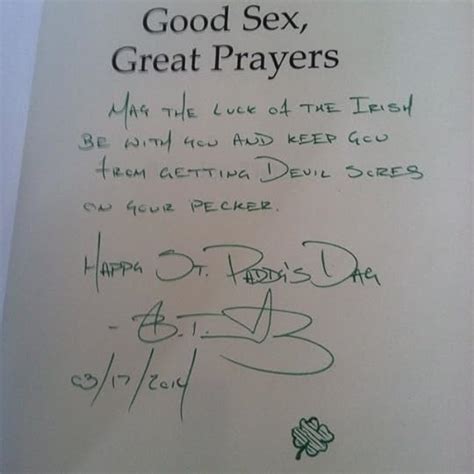 Good Sex,
Great Prayers
MAY THE LUCK OF THE IRISH
BE WITH YOU AND KEEP YOU
FROM GETTING DEVIL SORES
ON YOUR PECKER.
HAPPY ST. PADDY'S DAY
03/17/2014